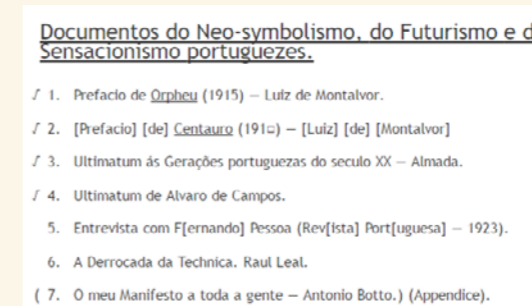 Documentos do Neo-symbolismo, do Futurismo e d
Sensacionismo portuguezes.
ſ 1. Prefacio de Orpheu (1915) — Luiz de Montalvor.
ſ 2. [Prefacio] [de] Centauro (191□) — [Luiz] [de] [Montalvor]
ſ 3. Ultimatum ás Gerações portuguezas do seculo XX — Almada.
ſ 4. Ultimatum de Alvaro de Campos.
5. Entrevista com F[ernando] Pessoa (Rev[ista] Port[uguesa] — 1923).
6. A Derrocada da Technica. Raul Leal.
( 7. O meu Manifesto a toda a gente — Antonio Botto.) (Appendice).